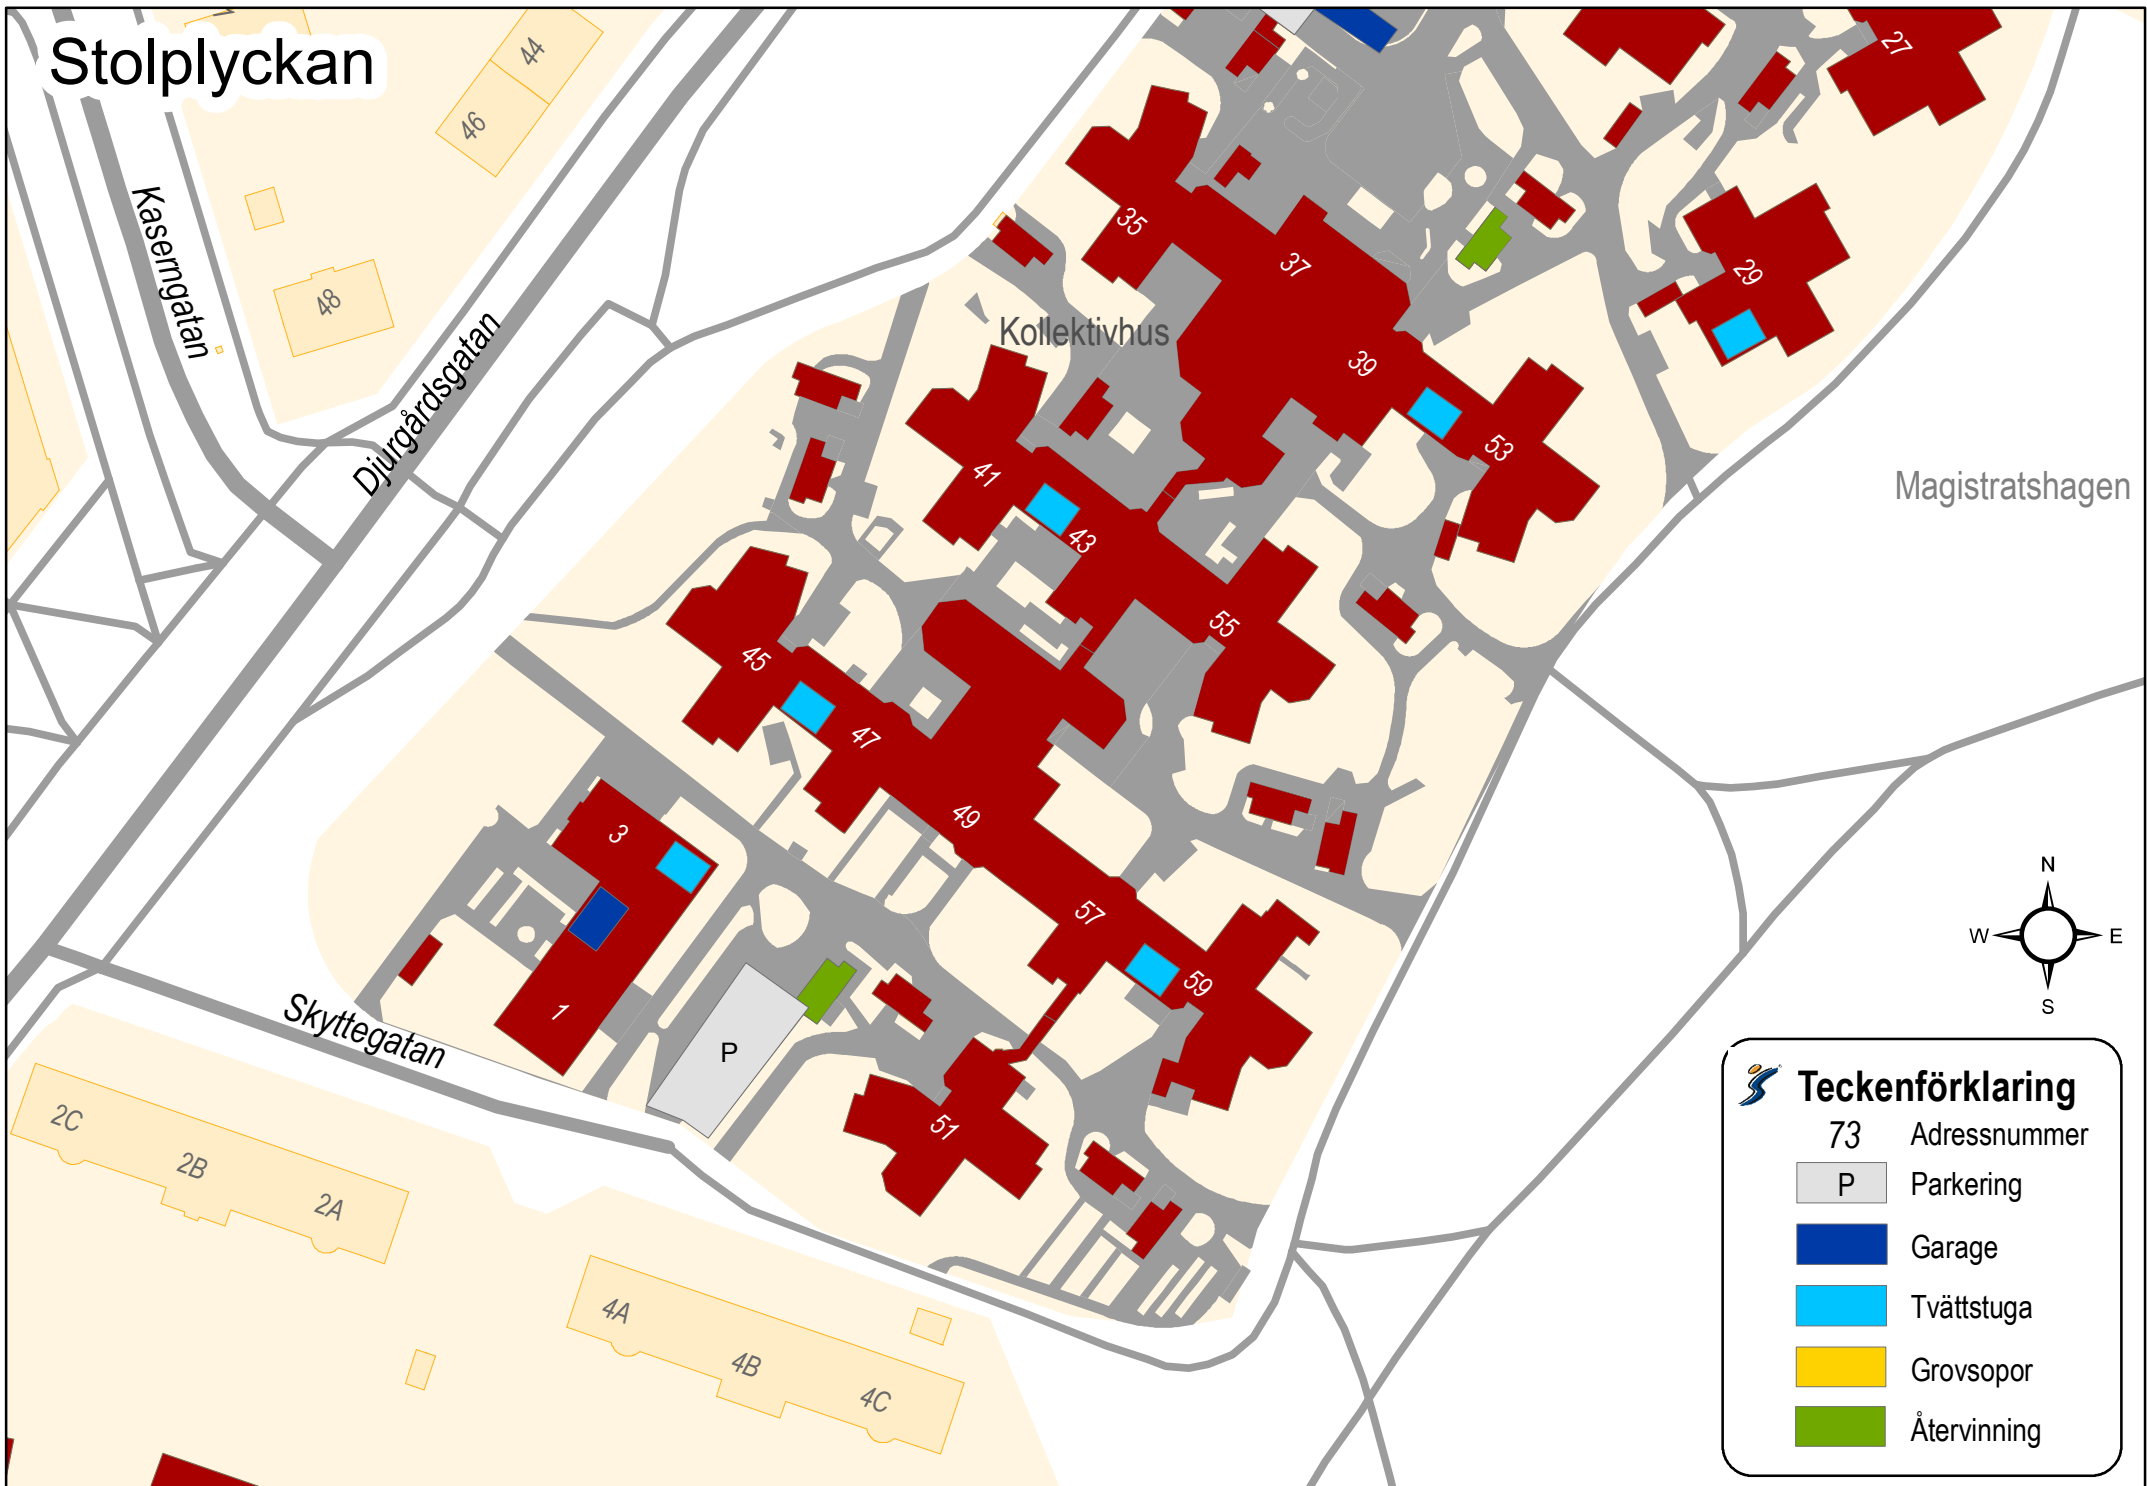 Stolplyckan
44
46
48
Kaserngatan
Djurgårdsgatan
Skyttegatan
Kollektivhus
Magistratshagen
27
29
35
37
39
53
41
43
55
45
47
49
57
59
51
3
1
P
2C
2B
2A
4A
4B
4C
N
W
E
S
Teckenförklaring
73 Adressnummer
P Parkering
Garage
Tvättstuga
Grovsopor
Återvinning